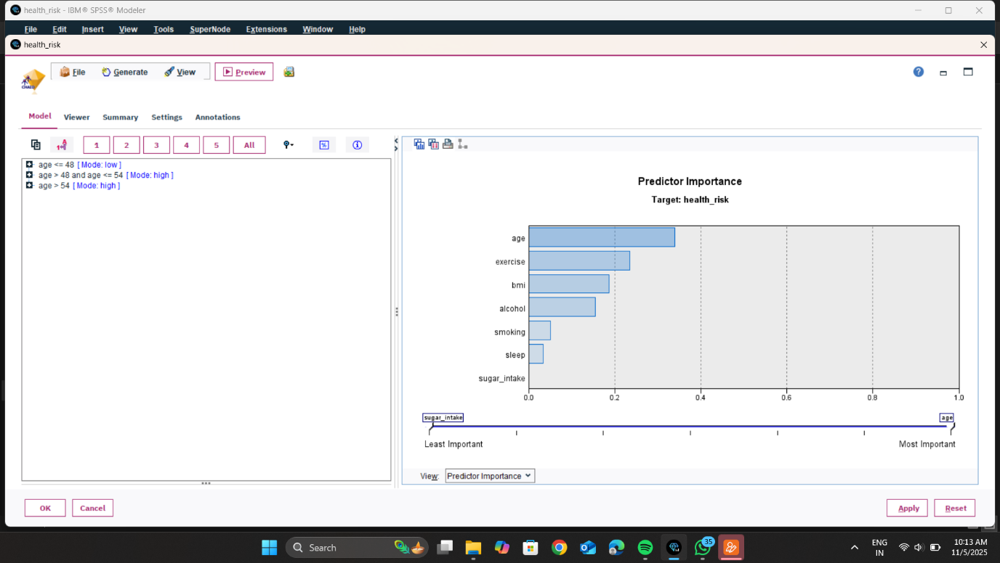 health_risk - IBM® SPSS® Modeler
File Edit Insert View Tools SuperNode Extensions Window Help
health_risk
CHAID
File Generate View Preview
?
Model Viewer Summary Settings Annotations
1 2 3 4 5 All %
age <= 48 [ Mode: low ]
age > 48 and age <= 54 [ Mode: high ]
age > 54 [ Mode: high ]
Predictor Importance
Target: health_risk
age
exercise
bmi
alcohol
smoking
sleep
sugar_intake
0.0 0.2 0.4 0.6 0.8 1.0
sugar_intake age
Least Important Most Important
View: Predictor Importance
OK Cancel Apply Reset
Search
35
ENG
IN
10:13 AM
11/5/2025